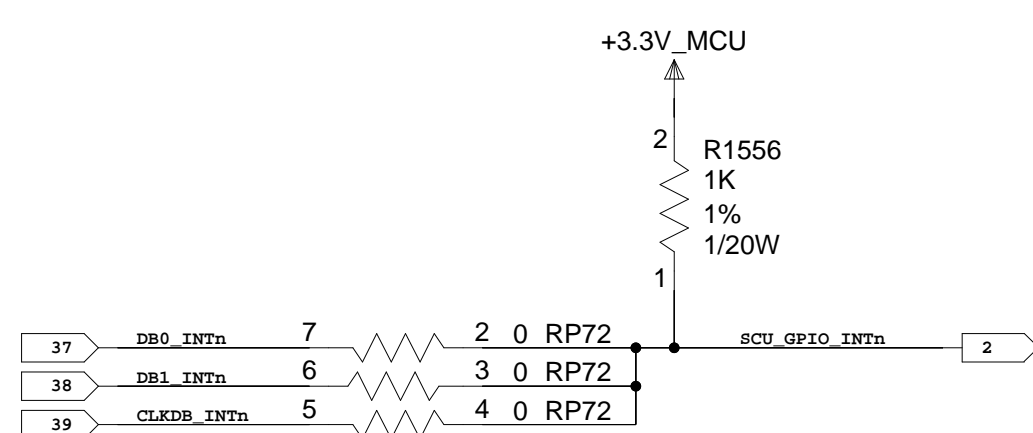 +3.3V_MCU
2
R1556
1K
1%
1/20W
1
37 DB0_INTn 7 2 0 RP72 SCU_GPIO_INTn 2
38 DB1_INTn 6 3 0 RP72
39 CLKDB_INTn 5 4 0 RP72